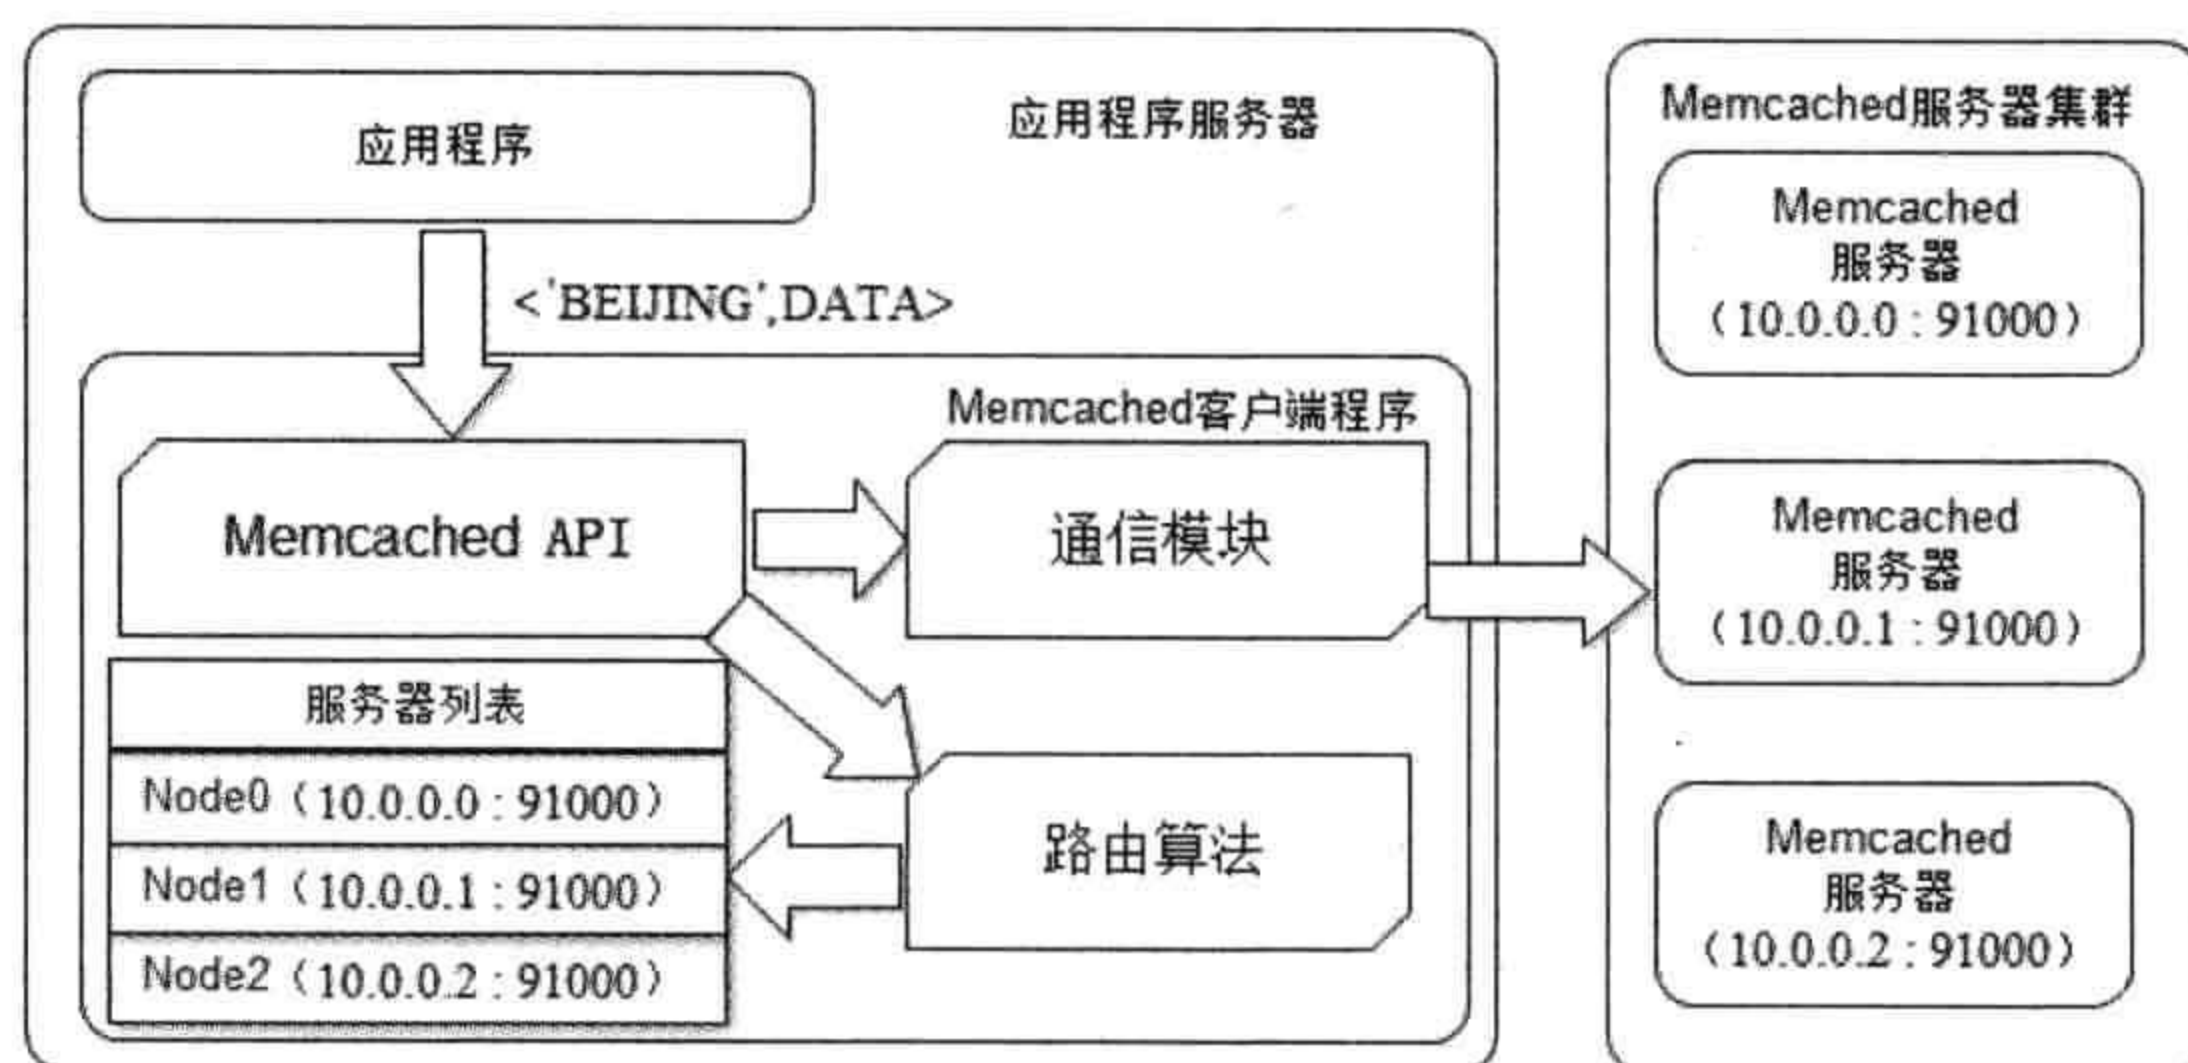 应用程序
应用程序服务器
<'BEIJING',DATA>
Memcached客户端程序
Memcached API
通信模块
服务器列表
Node0（10.0.0.0 : 91000）
Node1（10.0.0.1 : 91000）
Node2（10.0.0.2 : 91000）
路由算法
Memcached服务器集群
Memcached
服务器
（10.0.0.0 : 91000）
Memcached
服务器
（10.0.0.1 : 91000）
Memcached
服务器
（10.0.0.2 : 91000）